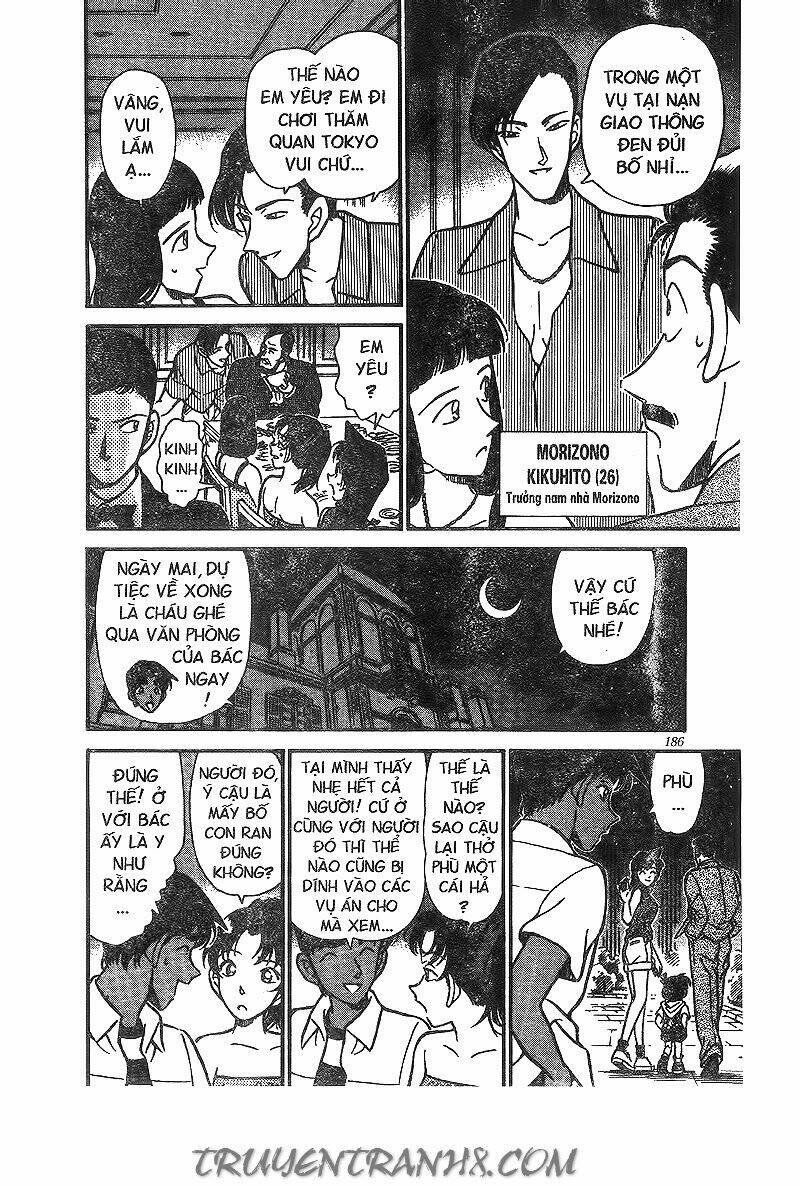 TRONG MỘT
VỤ TẠI NẠN
GIAO THÔNG
ĐEN ĐỦI
BỐ NHỈ...
MORIZONO
KIKUHITO (26)
Trưởng nam nhà Morizono
THẾ NÀO
EM YÊU? EM ĐI
CHƠI THĂM
QUAN TOKYO
VUI CHỨ...
VÂNG,
VUI
LẮM
Ạ...
EM
YÊU
?
KINH
KINH
...
VẬY CỨ
THẾ BÁC
NHÉ!
NGÀY MAI, DỰ
TIỆC VỀ XONG
LÀ CHÁU GHÉ
QUA VĂN PHÒNG
CỦA BÁC
NGAY
!
186
PHÙ
...
THẾ LÀ
THẾ
NÀO?
SAO CẬU
LẠI THỞ
PHÙ MỘT
CÁI HẢ
?
TẠI MÌNH THẤY
NHẸ HẾT CẢ
NGƯỜI! CỨ Ở
CÙNG VỚI NGƯỜI
ĐÓ THÌ THỂ
NÀO CŨNG BỊ
DÍNH VÀO CÁC
VỤ ÁN CHO
MÀ XEM...
NGƯỜI ĐÓ,
Ý CẬU LÀ
MẤY BỐ
CON RAN
ĐÚNG
KHÔNG?
ĐÚNG
THẾ! Ở
VỚI BÁC
ẤY LÀ Y
NHƯ
RẰNG
...
TRUYENTRANH8.COM